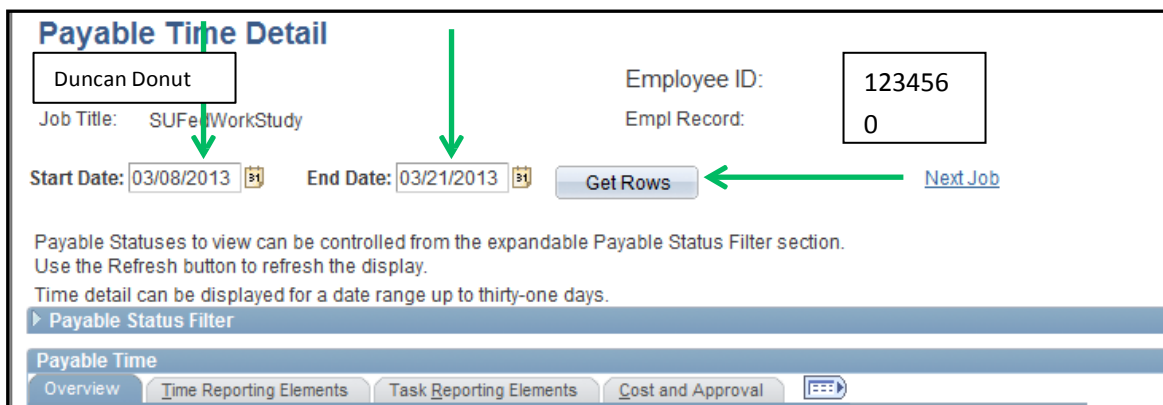 Payable Time Detail
Duncan Donut
Employee ID: 123456
Job Title: SUFedWorkStudy Empl Record: 0
Start Date: 03/08/2013 31 End Date: 03/21/2013 31 Get Rows Next Job
Payable Statuses to view can be controlled from the expandable Payable Status Filter section.
Use the Refresh button to refresh the display.
Time detail can be displayed for a date range up to thirty-one days.
Payable Status Filter
Payable Time
Overview Time Reporting Elements Task Reporting Elements Cost and Approval